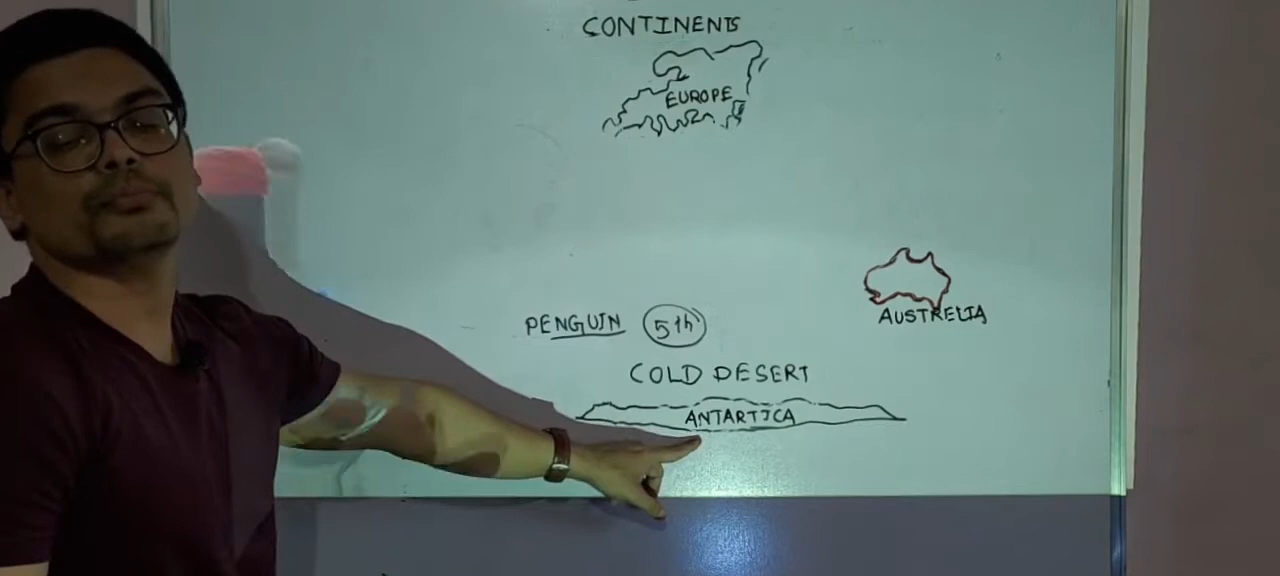 CONTINENTS
EUROPE
AUSTRELIA
PENGUIN 5th
COLD DESERT
ANTARTICA